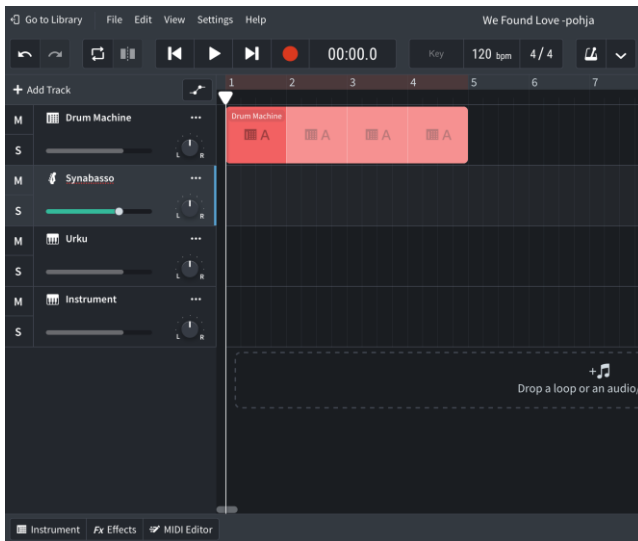 Go to Library File Edit View Settings Help We Found Love -pohja
00:00.0 Key 120 bpm 4 / 4
+ Add Track 1 2 3 4 5 6 7
M Drum Machine ••• Drum Machine
A A A A
S L R
M Synabasso •••
S L R
M Urku •••
S L R
M Instrument •••
S L R
+
Drop a loop or an audio/
Instrument Fx Effects MIDI Editor